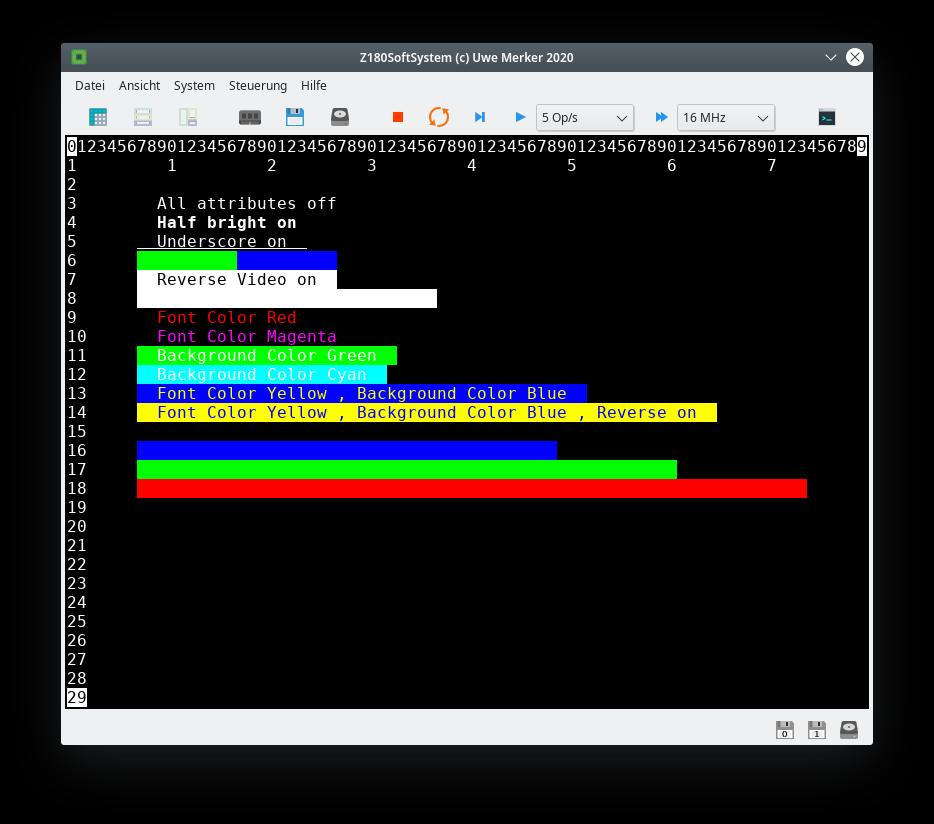 Z180SoftSystem (c) Uwe Merker 2020
Datei Ansicht System Steuerung Hilfe
5 Op/s 16 MHz
01234567890123456789012345678901234567890123456789012345678901234567890123456789
1 1 2 3 4 5 6 7
2
3 All attributes off
4 Half bright on
5 Underscore on
6
7 Reverse Video on
8
9 Font Color Red
10 Font Color Magenta
11 Background Color Green
12 Background Color Cyan
13 Font Color Yellow , Background Color Blue
14 Font Color Yellow , Background Color Blue , Reverse on
15
16
17
18
19
20
21
22
23
24
25
26
27
28
29
0 1